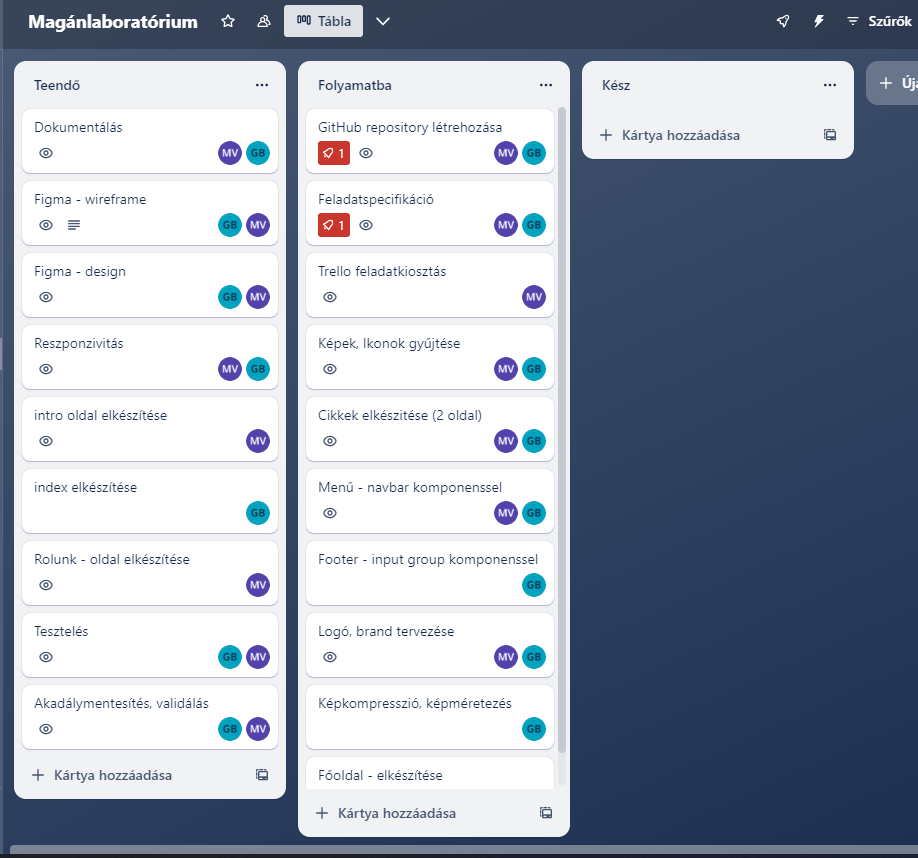 Magánlaboratórium
Tábla
Szűrők
Teendő
Dokumentálás
MV GB
Figma - wireframe
GB MV
Figma - design
GB MV
Reszponzivitás
MV GB
intro oldal elkészítése
MV
index elkészítése
GB
Rolunk - oldal elkészítése
MV
Tesztelés
GB MV
Akadálymentesítés, validálás
GB MV
+ Kártya hozzáadása
Folyamatba
GitHub repository létrehozása
1 MV GB
Feladatspecifikáció
1 MV GB
Trello feladatkiosztás
MV
Képek, Ikonok gyűjtése
MV GB
Cikkek elkészitése (2 oldal)
MV GB
Menü - navbar komponenssel
MV GB
Footer - input group komponenssel
GB
Logó, brand tervezése
MV GB
Képkompresszió, képméretezés
GB
Főoldal - elkészítése
+ Kártya hozzáadása
Kész
+ Kártya hozzáadása
+ Új